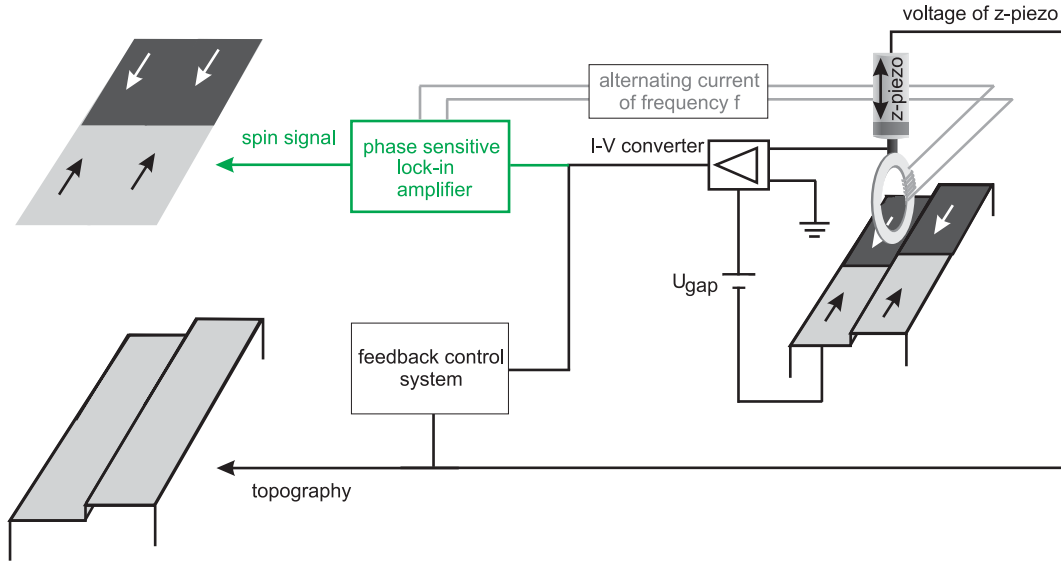 voltage of z-piezo
z-piezo
alternating current
of frequency f
I-V converter
spin signal
phase sensitive
lock-in
amplifier
Ugap
feedback control
system
topography